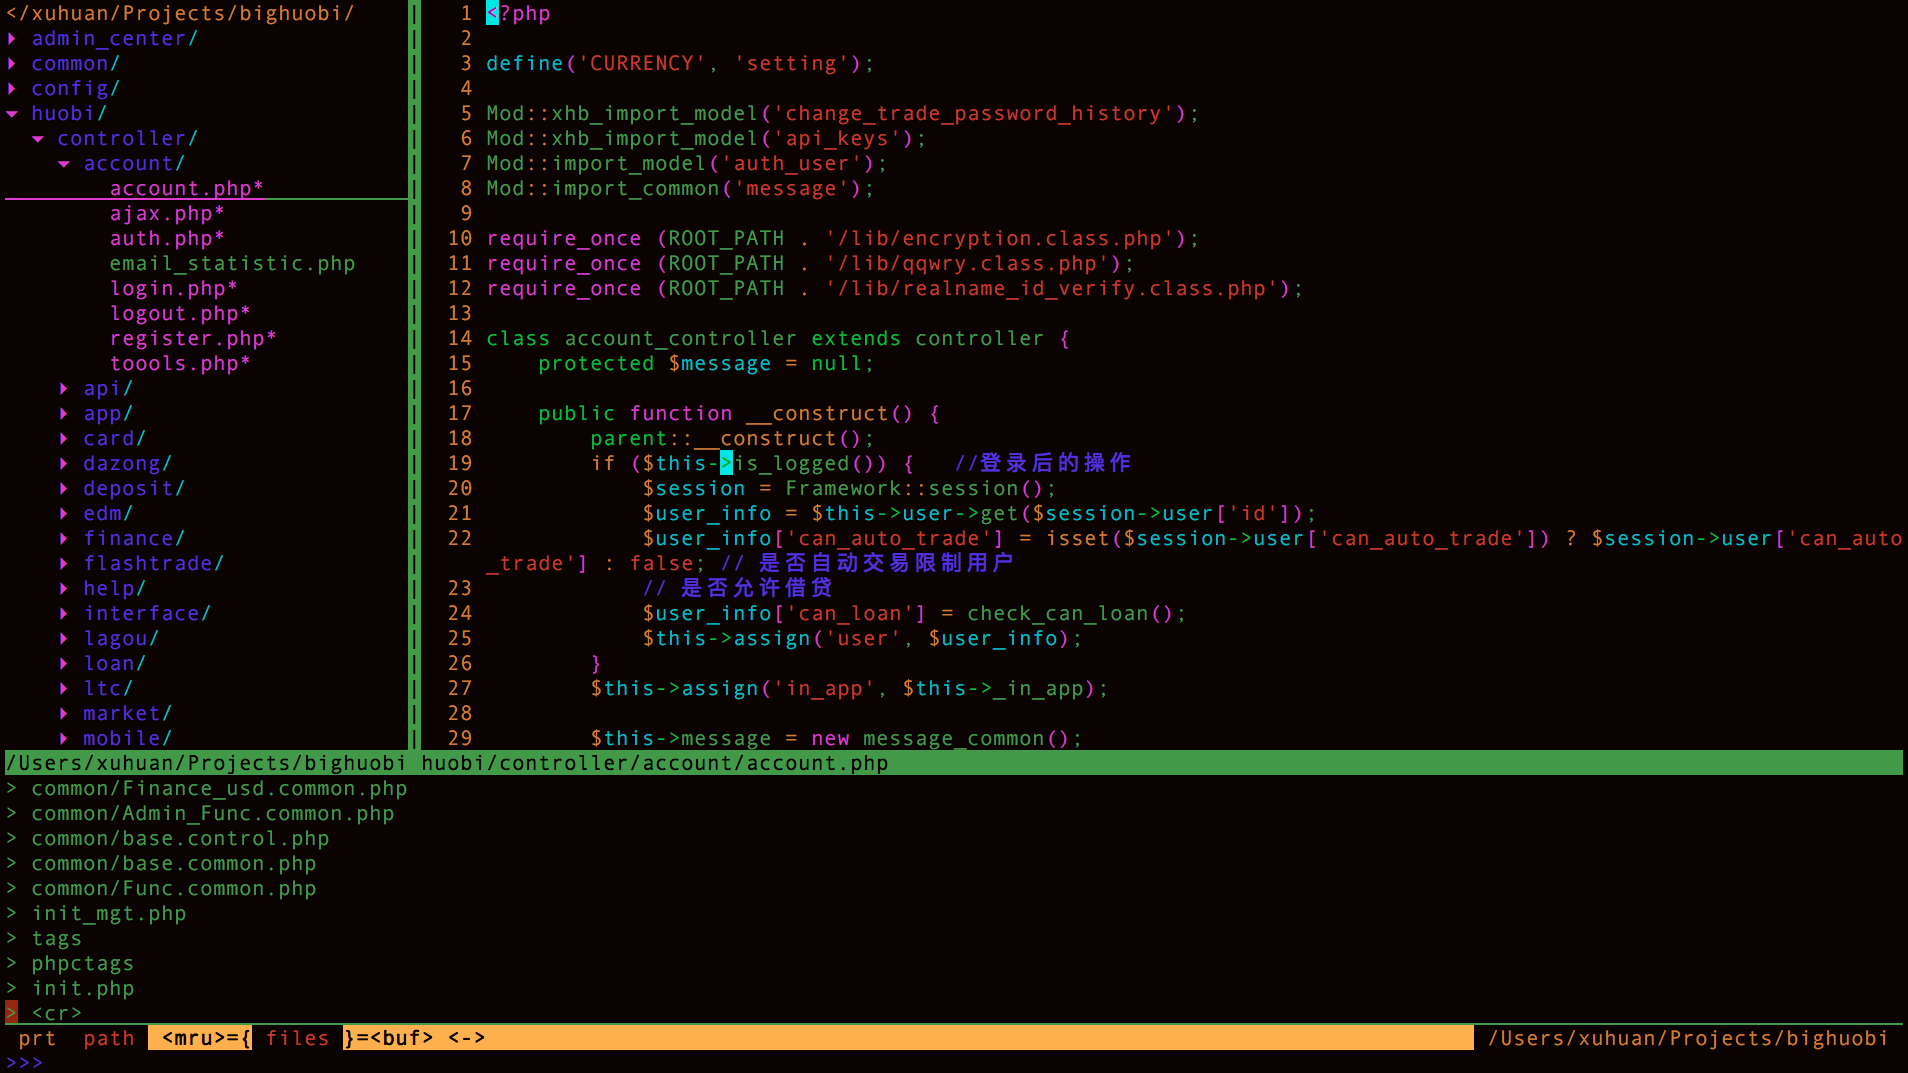 </xuhuan/Projects/bighuobi/
▸ admin_center/
▸ common/
▸ config/
▾ huobi/
▾ controller/
▾ account/
account.php*
ajax.php*
auth.php*
email_statistic.php
login.php*
logout.php*
register.php*
toools.php*
▸ api/
▸ app/
▸ card/
▸ dazong/
▸ deposit/
▸ edm/
▸ finance/
▸ flashtrade/
▸ help/
▸ interface/
▸ lagou/
▸ loan/
▸ ltc/
▸ market/
▸ mobile/
1 <?php
2
3 define('CURRENCY', 'setting');
4
5 Mod::xhb_import_model('change_trade_password_history');
6 Mod::xhb_import_model('api_keys');
7 Mod::import_model('auth_user');
8 Mod::import_common('message');
9
10 require_once (ROOT_PATH . '/lib/encryption.class.php');
11 require_once (ROOT_PATH . '/lib/qqwry.class.php');
12 require_once (ROOT_PATH . '/lib/realname_id_verify.class.php');
13
14 class account_controller extends controller {
15     protected $message = null;
16
17     public function __construct() {
18         parent::__construct();
19         if ($this->is_logged()) {   //登录后的操作
20             $session = Framework::session();
21             $user_info = $this->user->get($session->user['id']);
22             $user_info['can_auto_trade'] = isset($session->user['can_auto_trade']) ? $session->user['can_auto
_trade'] : false; // 是否自动交易限制用户
23             // 是否允许借贷
24             $user_info['can_loan'] = check_can_loan();
25             $this->assign('user', $user_info);
26         }
27         $this->assign('in_app', $this->_in_app);
28
29         $this->message = new message_common();
/Users/xuhuan/Projects/bighuobi huobi/controller/account/account.php
> common/Finance_usd.common.php
> common/Admin_Func.common.php
> common/base.control.php
> common/base.common.php
> common/Func.common.php
> init_mgt.php
> tags
> phpctags
> init.php
> <cr>
prt path <mru>={ files }=<buf> <-> /Users/xuhuan/Projects/bighuobi
>>>